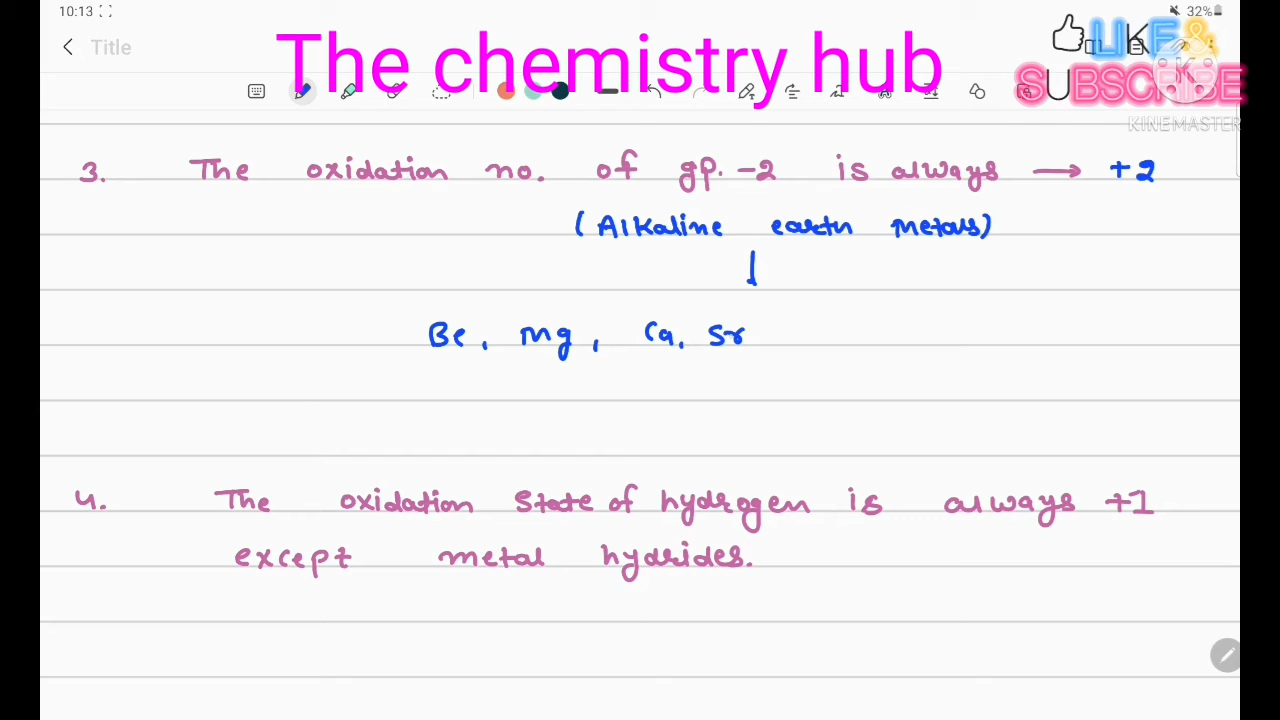 10:13
32%
Title
The chemistry hub
LIKE &
SUBSCRIBE
K
KINEMASTER
3. The oxidation no. of gp. -2 is always → +2
(Alkaline earth metals)
↓
Be, Mg, Ca, Sr
4. The oxidation state of hydrogen is always +1
except metal hydrides.